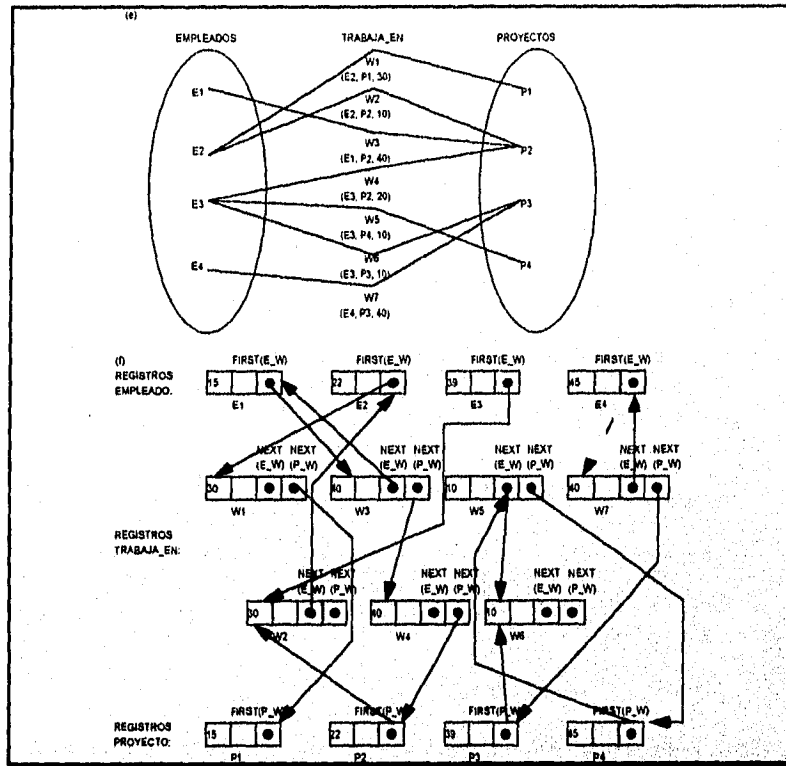 (e)
EMPLEADOS TRABAJA_EN PROYECTOS
W1
(E2, P1, 30)
E1
P1
W2
(E2, P2, 10)
W3
(E1, P2, 40)
E2
P2
W4
(E3, P2, 20)
E3
P3
W5
(E3, P4, 10)
W6
(E3, P3, 10)
E4
P4
W7
(E4, P3, 40)
(f)
REGISTROS
EMPLEADO:
FIRST(E_W) FIRST(E_W) FIRST(E_W) FIRST(E_W)
15 22 39 45
E1 E2 E3 E4
NEXT NEXT NEXT NEXT NEXT NEXT NEXT NEXT
(E_W) (P_W) (E_W) (P_W) (E_W) (P_W) (E_W) (P_W)
30 40 10 40
W1 W3 W5 W7
REGISTROS
TRABAJA_EN:
NEXT NEXT NEXT NEXT NEXT NEXT
(E_W) (P_W) (E_W) (P_W) (E_W) (P_W)
30 40 10
W2 W4 W6
REGISTROS
PROYECTO:
FIRST(P_W) FIRST(P_W) FIRST(P_W) FIRST(P_W)
15 22 39 45
P1 P2 P3 P4